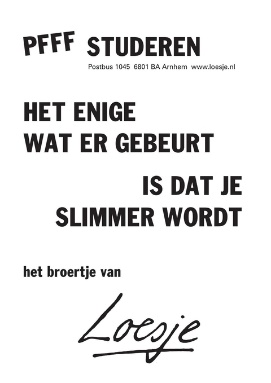 PFFF STUDEREN
Postbus 1045 6801 BA Arnhem www.loesje.nl
HET ENIGE
WAT ER GEBEURT
IS DAT JE
SLIMMER WORDT
het broertje van
Loesje